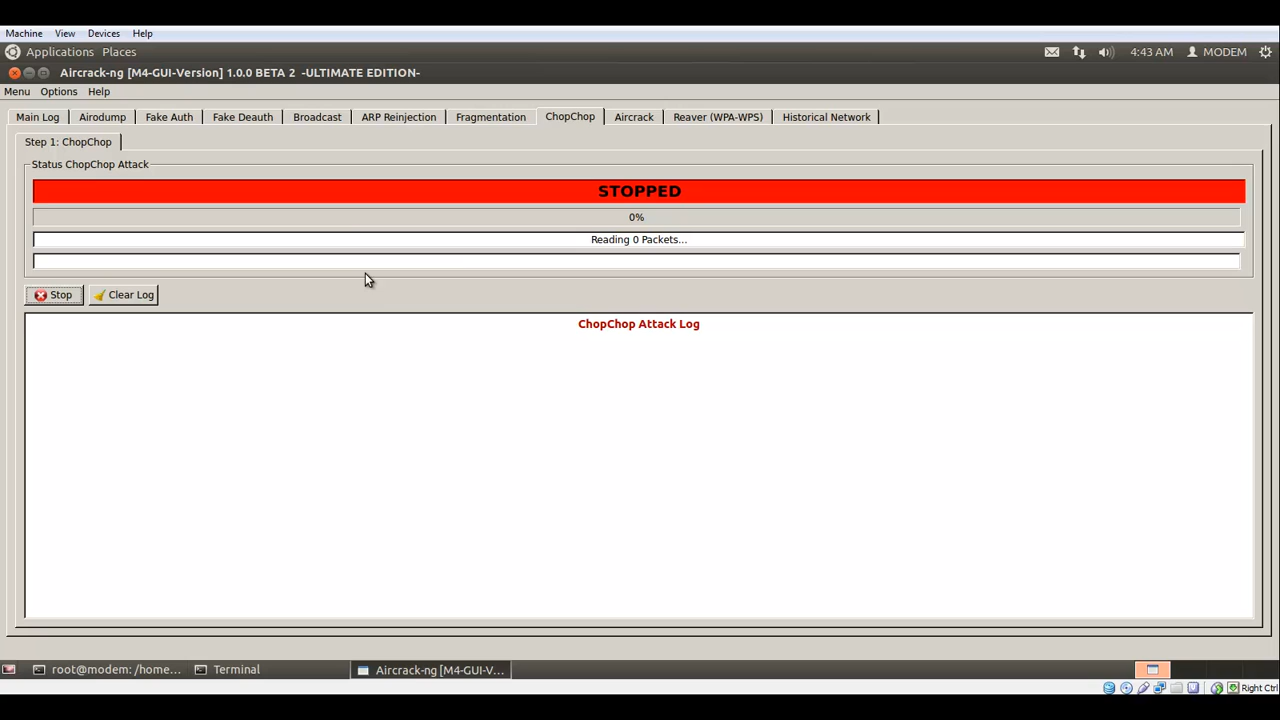 Machine View Devices Help
Applications Places 4:43 AM MODEM
Aircrack-ng [M4-GUI-Version] 1.0.0 BETA 2 -ULTIMATE EDITION-
Menu Options Help
Main Log Airodump Fake Auth Fake Deauth Broadcast ARP Reinjection Fragmentation ChopChop Aircrack Reaver (WPA-WPS) Historical Network
Step 1: ChopChop
Status ChopChop Attack
STOPPED
0%
Reading 0 Packets...
Stop Clear Log
ChopChop Attack Log
root@modem: /home... Terminal Aircrack-ng [M4-GUI-V...
Right Ctrl